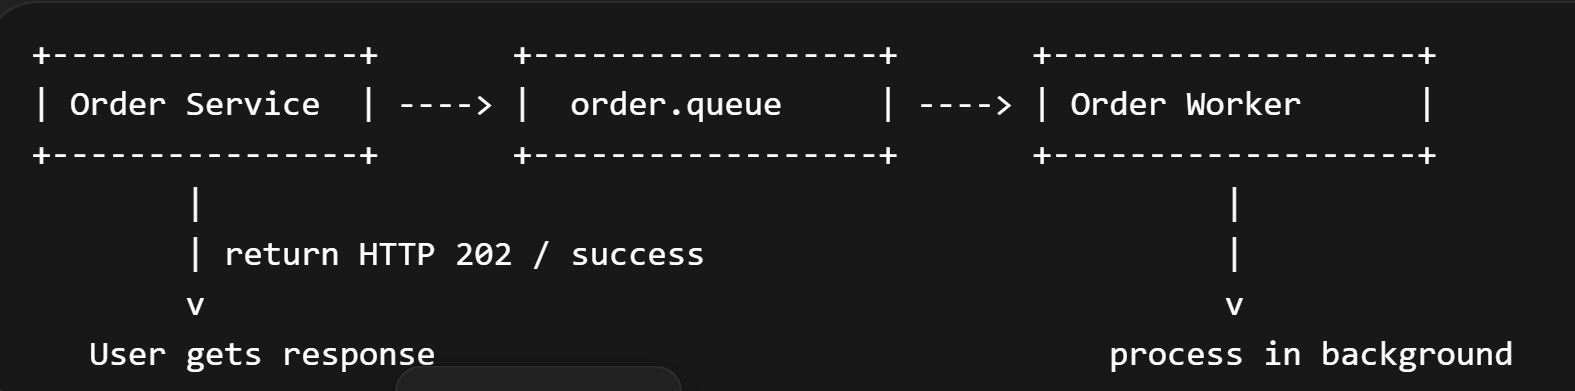 +----------------+       +------------------+       +-------------------+
| Order Service  | ----> |  order.queue     | ----> | Order Worker      |
+----------------+       +------------------+       +-------------------+
        |                                                     |
        | return HTTP 202 / success                           |
        v                                                     v
   User gets response                                   process in background